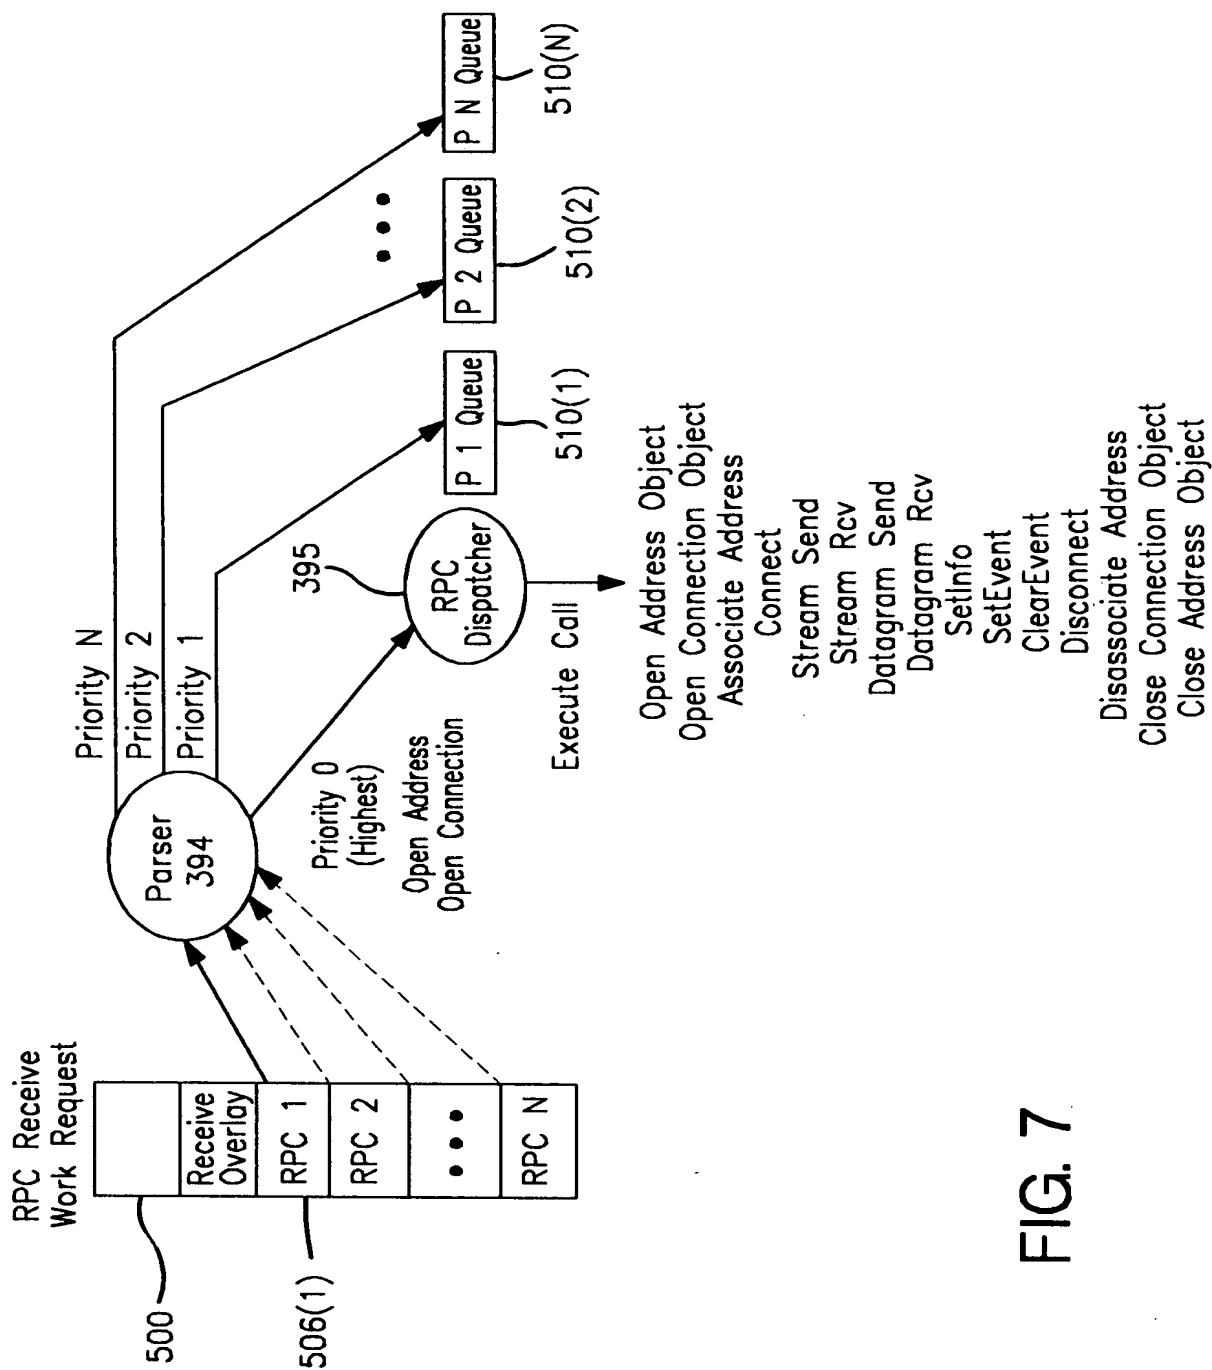 RPC Receive
Work Request
500
Receive
Overlay
506(1)
RPC 1
RPC 2
RPC N
Parser
394
Priority N
Priority 2
Priority 1
Priority 0
(Highest)
Open Address
Open Connection
395
RPC
Dispatcher
P 1 Queue
510(1)
P 2 Queue
510(2)
P N Queue
510(N)
Execute Call
Open Address Object
Open Connection Object
Associate Address
Connect
Stream Send
Stream Rcv
Datagram Send
Datagram Rcv
SetInfo
SetEvent
ClearEvent
Disconnect
Disassociate Address
Close Connection Object
Close Address Object
FIG. 7